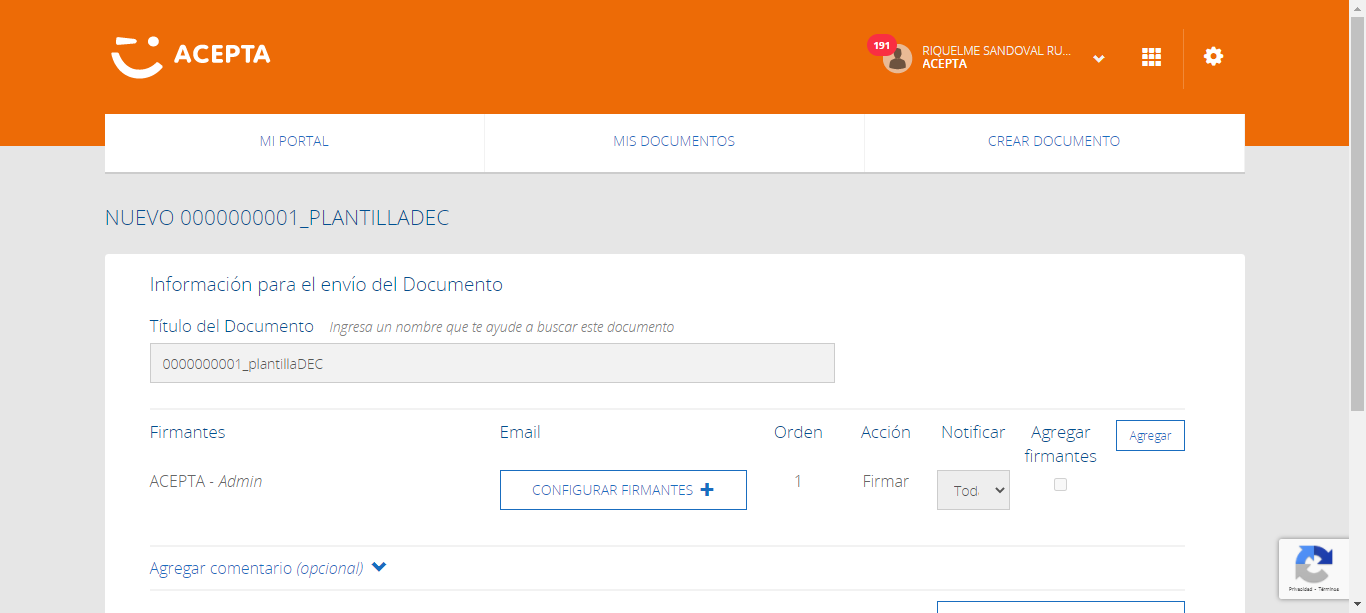 ACEPTA
191
RIQUELME SANDOVAL RU...
ACEPTA
MI PORTAL
MIS DOCUMENTOS
CREAR DOCUMENTO
NUEVO 0000000001_PLANTILLADEC
Información para el envío del Documento
Título del Documento Ingresa un nombre que te ayude a buscar este documento
0000000001_plantillaDEC
Firmantes Email Orden Acción Notificar Agregar firmantes Agregar
ACEPTA - Admin CONFIGURAR FIRMANTES 1 Firmar Tod
Agregar comentario (opcional)
Privacidad - Términos